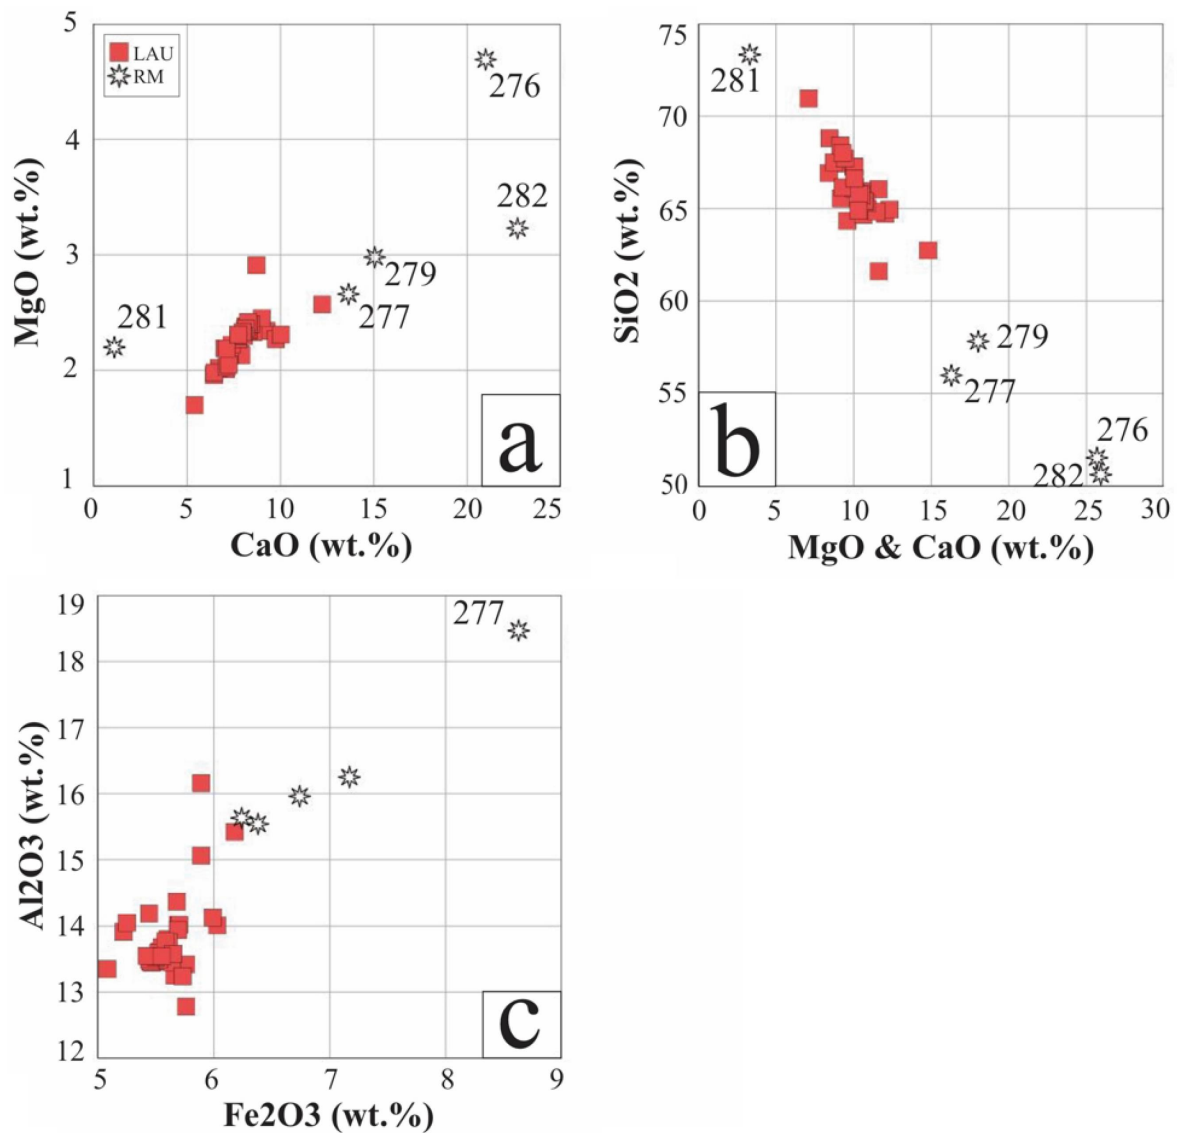 5
LAU
RM
276
4
MgO (wt.%)
282
3
279
277
281
2
a
1
0 5 10 15 20 25
CaO (wt.%)
75
281
70
SiO2 (wt.%)
65
60
279
277
55
b
276
282
50
0 5 10 15 20 25 30
MgO & CaO (wt.%)
19
277
18
17
Al2O3 (wt.%)
16
15
14
13
c
12
5 6 7 8 9
Fe2O3 (wt.%)